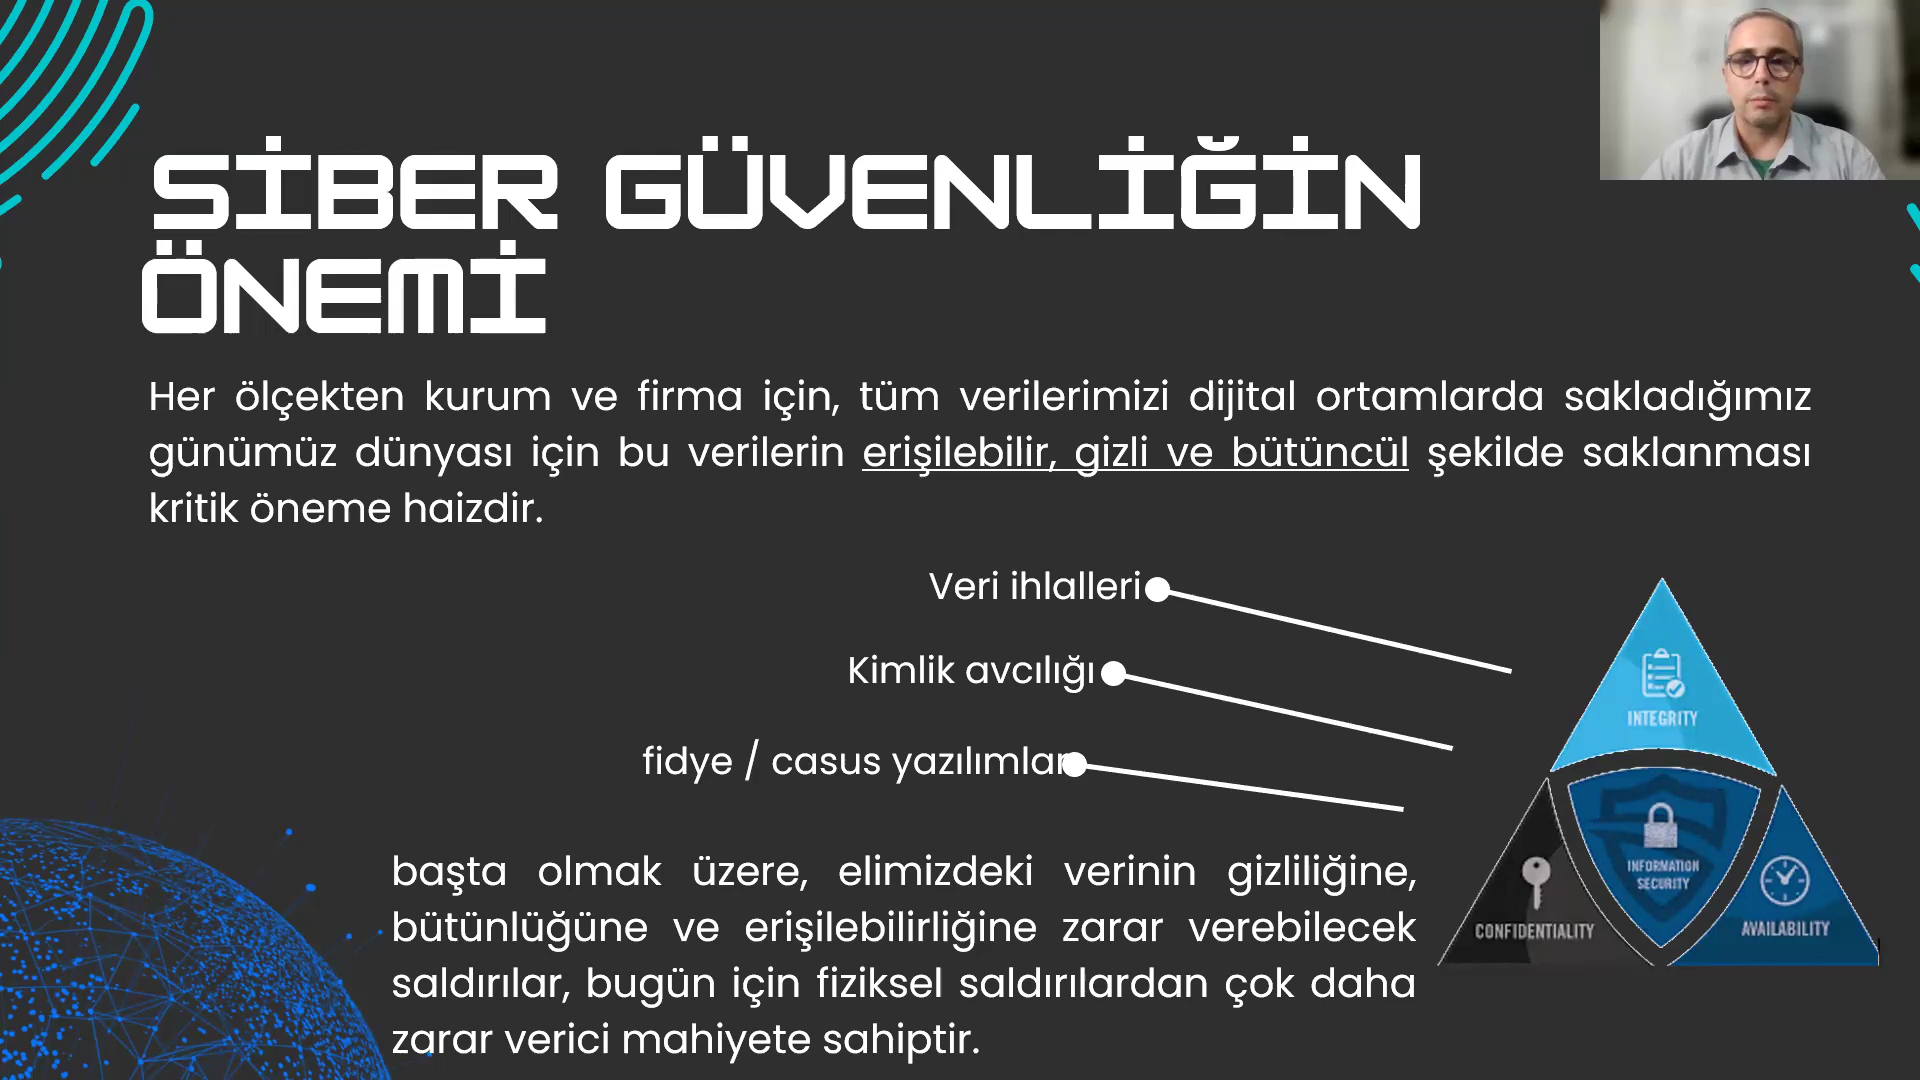 SİBER GÜVENLİĞİN
ÖNEMİ
Her ölçekten kurum ve firma için, tüm verilerimizi dijital ortamlarda sakladığımız
günümüz dünyası için bu verilerin erişilebilir, gizli ve bütüncül şekilde saklanması
kritik öneme haizdir.
Veri ihlalleri
Kimlik avcılığı
fidye / casus yazılımlar
başta olmak üzere, elimizdeki verinin gizliliğine,
bütünlüğüne ve erişilebilirliğine zarar verebilecek
saldırılar, bugün için fiziksel saldırılardan çok daha
zarar verici mahiyete sahiptir.
INTEGRITY
INFORMATION
SECURITY
CONFIDENTIALITY
AVAILABILITY